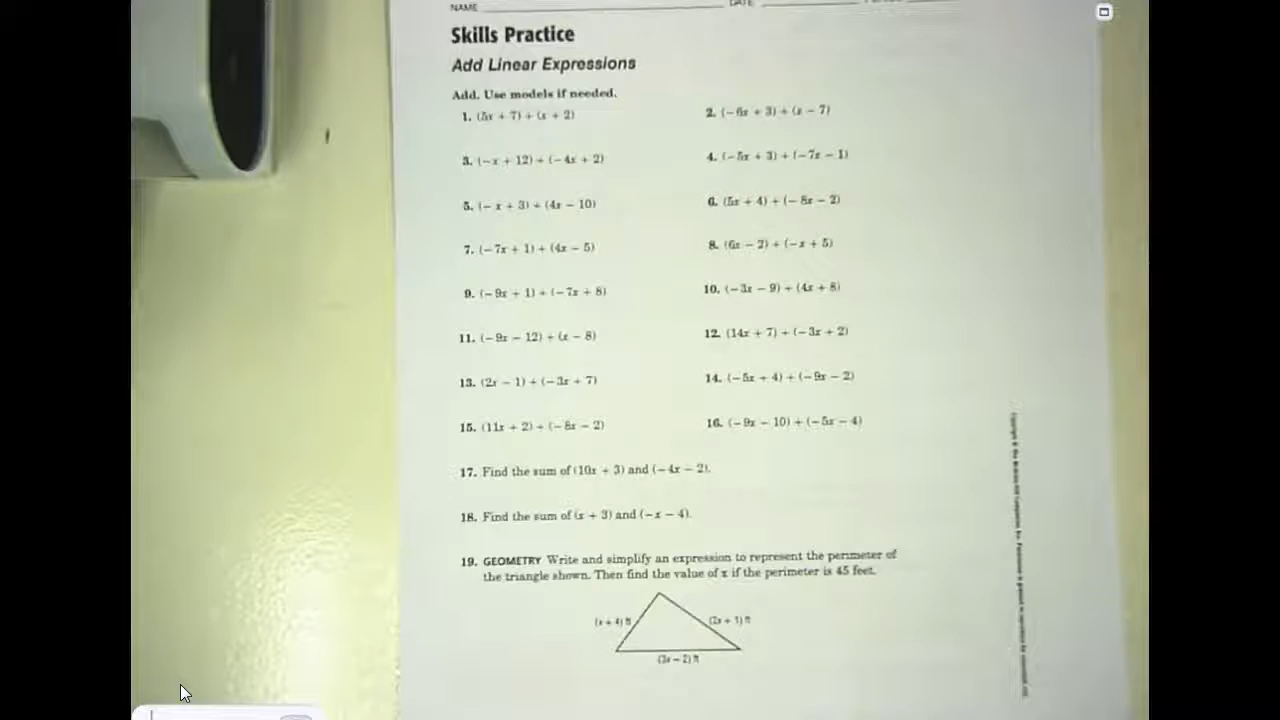 NAME
DATE
Skills Practice
Add Linear Expressions
Add. Use models if needed.
1. (5x + 7) + (x + 2)
2. (−6x + 3) + (x − 7)
3. (−x + 12) + (−4x + 2)
4. (−5x + 3) + (−7x − 1)
5. (− x + 3) + (4x − 10)
6. (5x + 4) + (− 8x − 2)
7. (−7x + 1) + (4x − 5)
8. (6x − 2) + (−x + 5)
9. (−9x + 1) + (−7x + 8)
10. (−3x − 9) + (4x + 8)
11. (−9x − 12) + (x − 8)
12. (14x + 7) + (−3x + 2)
13. (2x − 1) + (−3x + 7)
14. (−5x + 4) + (−9x − 2)
15. (11x + 2) + (−8x − 2)
16. (−9x − 10) + (−5x − 4)
17. Find the sum of (10x + 3) and (−4x − 2).
18. Find the sum of (x + 3) and (−x − 4).
19. GEOMETRY Write and simplify an expression to represent the perimeter of
the triangle shown. Then find the value of x if the perimeter is 45 feet.
(x + 4) ft
(2x + 1) ft
(3x − 2) ft